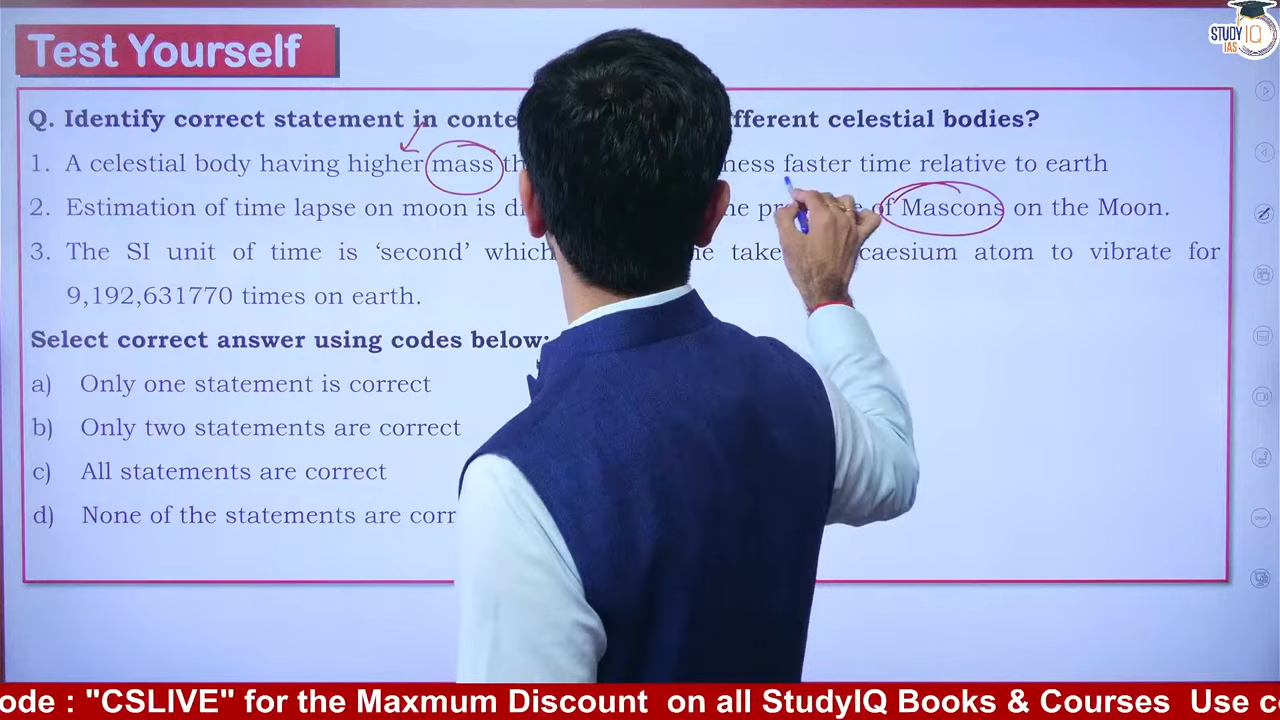 Test Yourself
STUDY IQ
IAS
Q. Identify correct statement in conte fferent celestial bodies?
1. A celestial body having higher mass th ness faster time relative to earth
2. Estimation of time lapse on moon is di he pr e of Mascons on the Moon.
3. The SI unit of time is ‘second’ which e take caesium atom to vibrate for
9,192,631770 times on earth.
Select correct answer using codes below:
a) Only one statement is correct
b) Only two statements are correct
c) All statements are correct
d) None of the statements are corr
ode : "CSLIVE" for the Maxmum Discount on all StudyIQ Books & Courses Use c